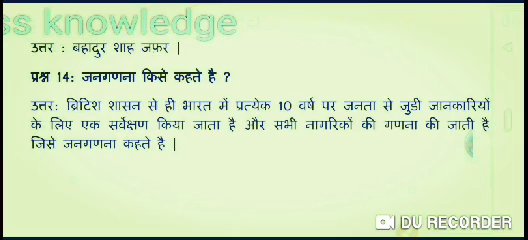 ss knowledge
उत्तर : बहादुर शाह जफर |
प्रश्न 14: जनगणना किसे कहते है ?
उत्तर: ब्रिटिश शासन से ही भारत में प्रत्येक 10 वर्ष पर जनता से जुडी जानकारियों
के लिए एक सर्वेक्षण किया जाता है और सभी नागरिकों की गणना की जाती है
जिसे जनगणना कहते है |
DU RECORDER